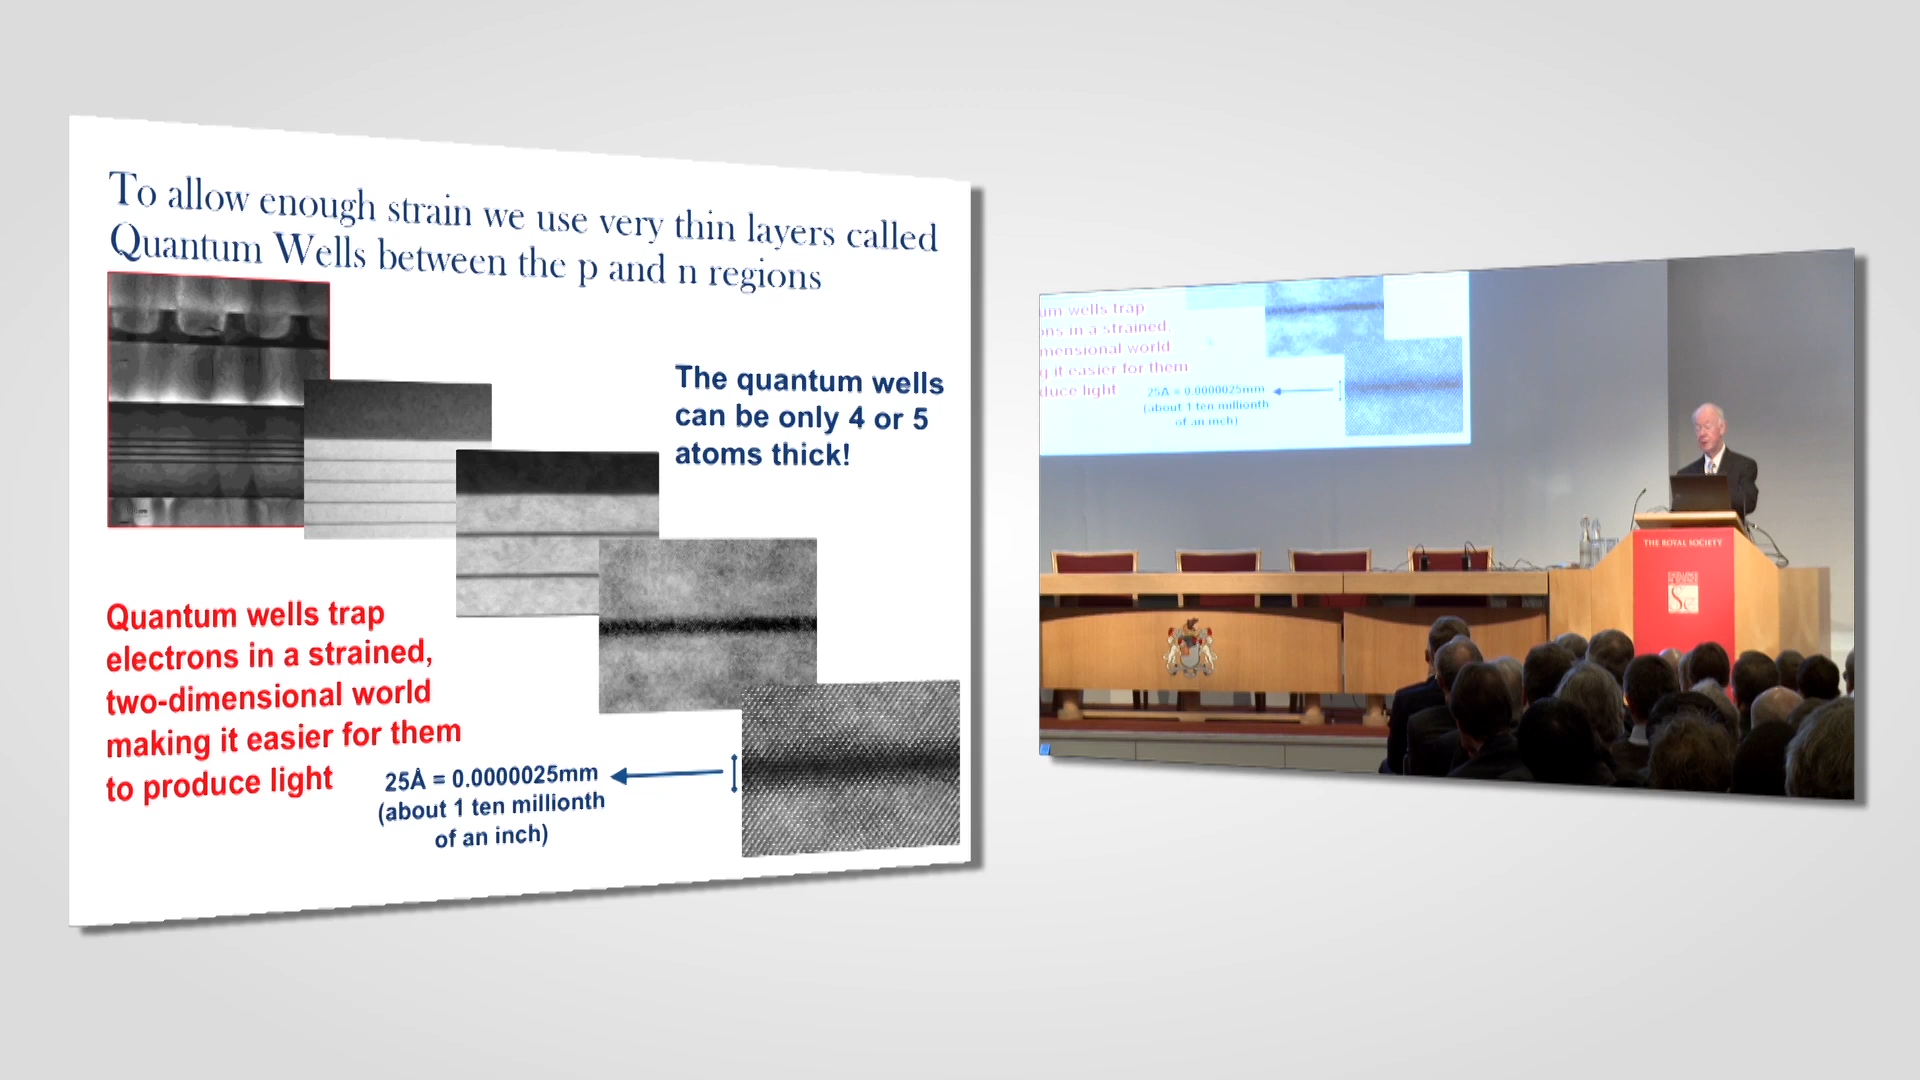 To allow enough strain we use very thin layers called
Quantum Wells between the p and n regions
The quantum wells
can be only 4 or 5
atoms thick!
Quantum wells trap
electrons in a strained,
two-dimensional world
making it easier for them
to produce light
25Å = 0.0000025mm
(about 1 ten millionth
of an inch)
um wells trap
ons in a strained,
mensional world
g it easier for them
duce light
25Å = 0.0000025mm
(about 1 ten millionth
of an inch)
THE ROYAL SOCIETY
EXCELLENCE
IN SCIENCE
Se